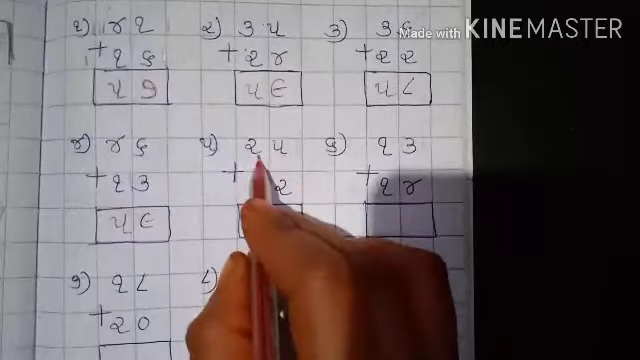 ૧) ૪૧ ૨) ૩૫ ૩) ૩૬
+ ૧૬ + ૨૪ + ૨૨
૫૭ ૫૯ ૫૮
૪) ૪૬ ૫) ૨૫ ૬) ૧૩
+ ૧૩ + ૨ + ૧૪
૫૯
૭) ૧૮ ૮)
+ ૨૦
Made with KINEMASTER